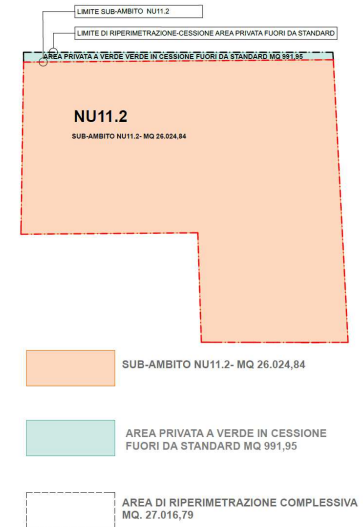 LIMITE SUB-AMBITO NU11.2
LIMITE DI RIPERIMETRAZIONE-CESSIONE AREA PRIVATA FUORI DA STANDARD
AREA PRIVATA A VERDE VERDE IN CESSIONE FUORI DA STANDARD MQ 991,95
NU11.2
SUB-AMBITO NU11.2- MQ 26.024,84
SUB-AMBITO NU11.2- MQ 26.024,84
AREA PRIVATA A VERDE IN CESSIONE
FUORI DA STANDARD MQ 991,95
AREA DI RIPERIMETRAZIONE COMPLESSIVA
MQ. 27.016,79